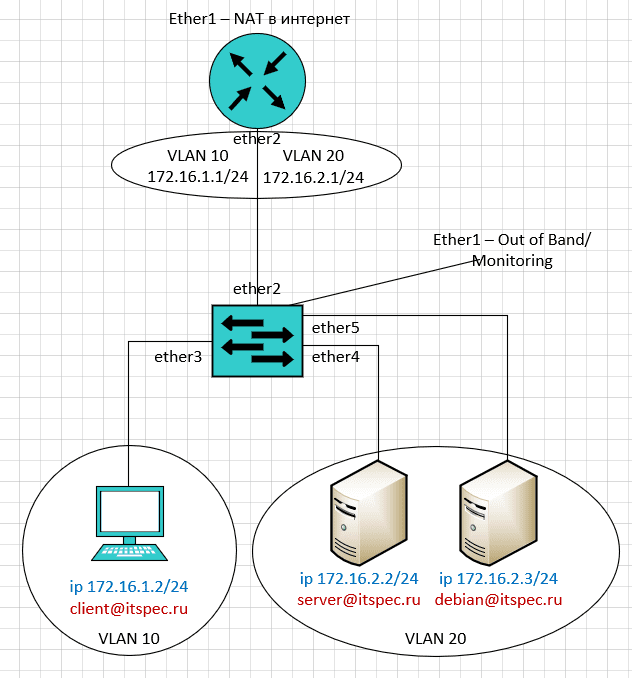 Ether1 – NAT в интернет
ether2
VLAN 10
172.16.1.1/24
VLAN 20
172.16.2.1/24
Ether1 – Out of Band/
Monitoring
ether2
ether5
ether3
ether4
ip 172.16.1.2/24
client@itspec.ru
VLAN 10
ip 172.16.2.2/24
server@itspec.ru
ip 172.16.2.3/24
debian@itspec.ru
VLAN 20